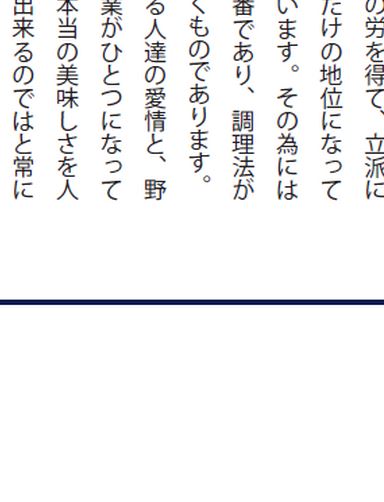 の労を得て、立派に
だけの地位になって
います。その為には
番であり、調理法が
くものであります。
る人達の愛情と、野
業がひとつになって
本当の美味しさを人
出来るのではと常に